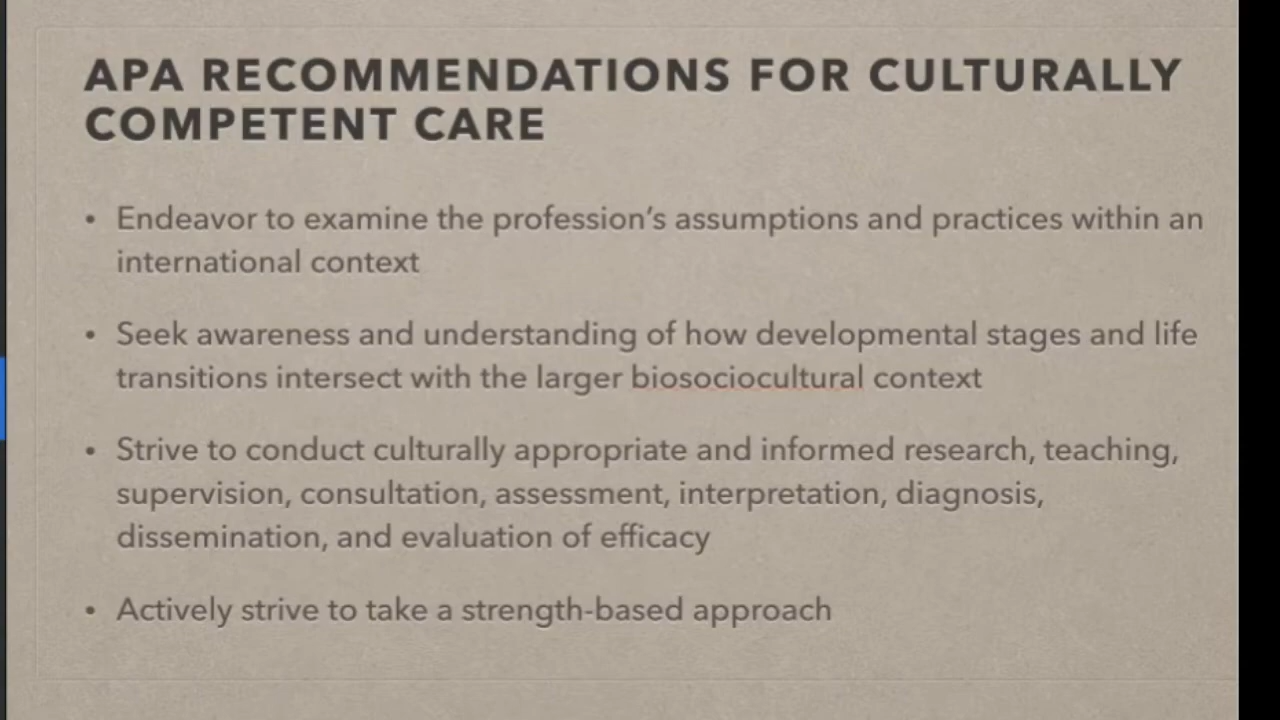 APA RECOMMENDATIONS FOR CULTURALLY
COMPETENT CARE
• Endeavor to examine the profession's assumptions and practices within an
international context
• Seek awareness and understanding of how developmental stages and life
transitions intersect with the larger biosociocultural context
• Strive to conduct culturally appropriate and informed research, teaching,
supervision, consultation, assessment, interpretation, diagnosis,
dissemination, and evaluation of efficacy
• Actively strive to take a strength-based approach